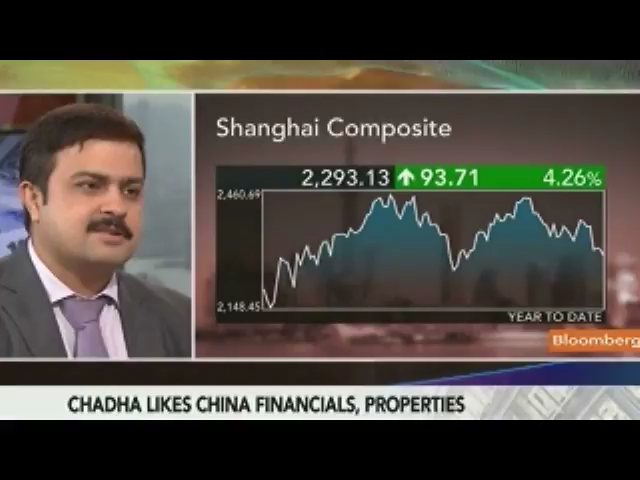 Shanghai Composite
2,293.13 ↑ 93.71 4.26%
2,460.69
2,148.45
YEAR TO DATE
Bloomberg
CHADHA LIKES CHINA FINANCIALS, PROPERTIES